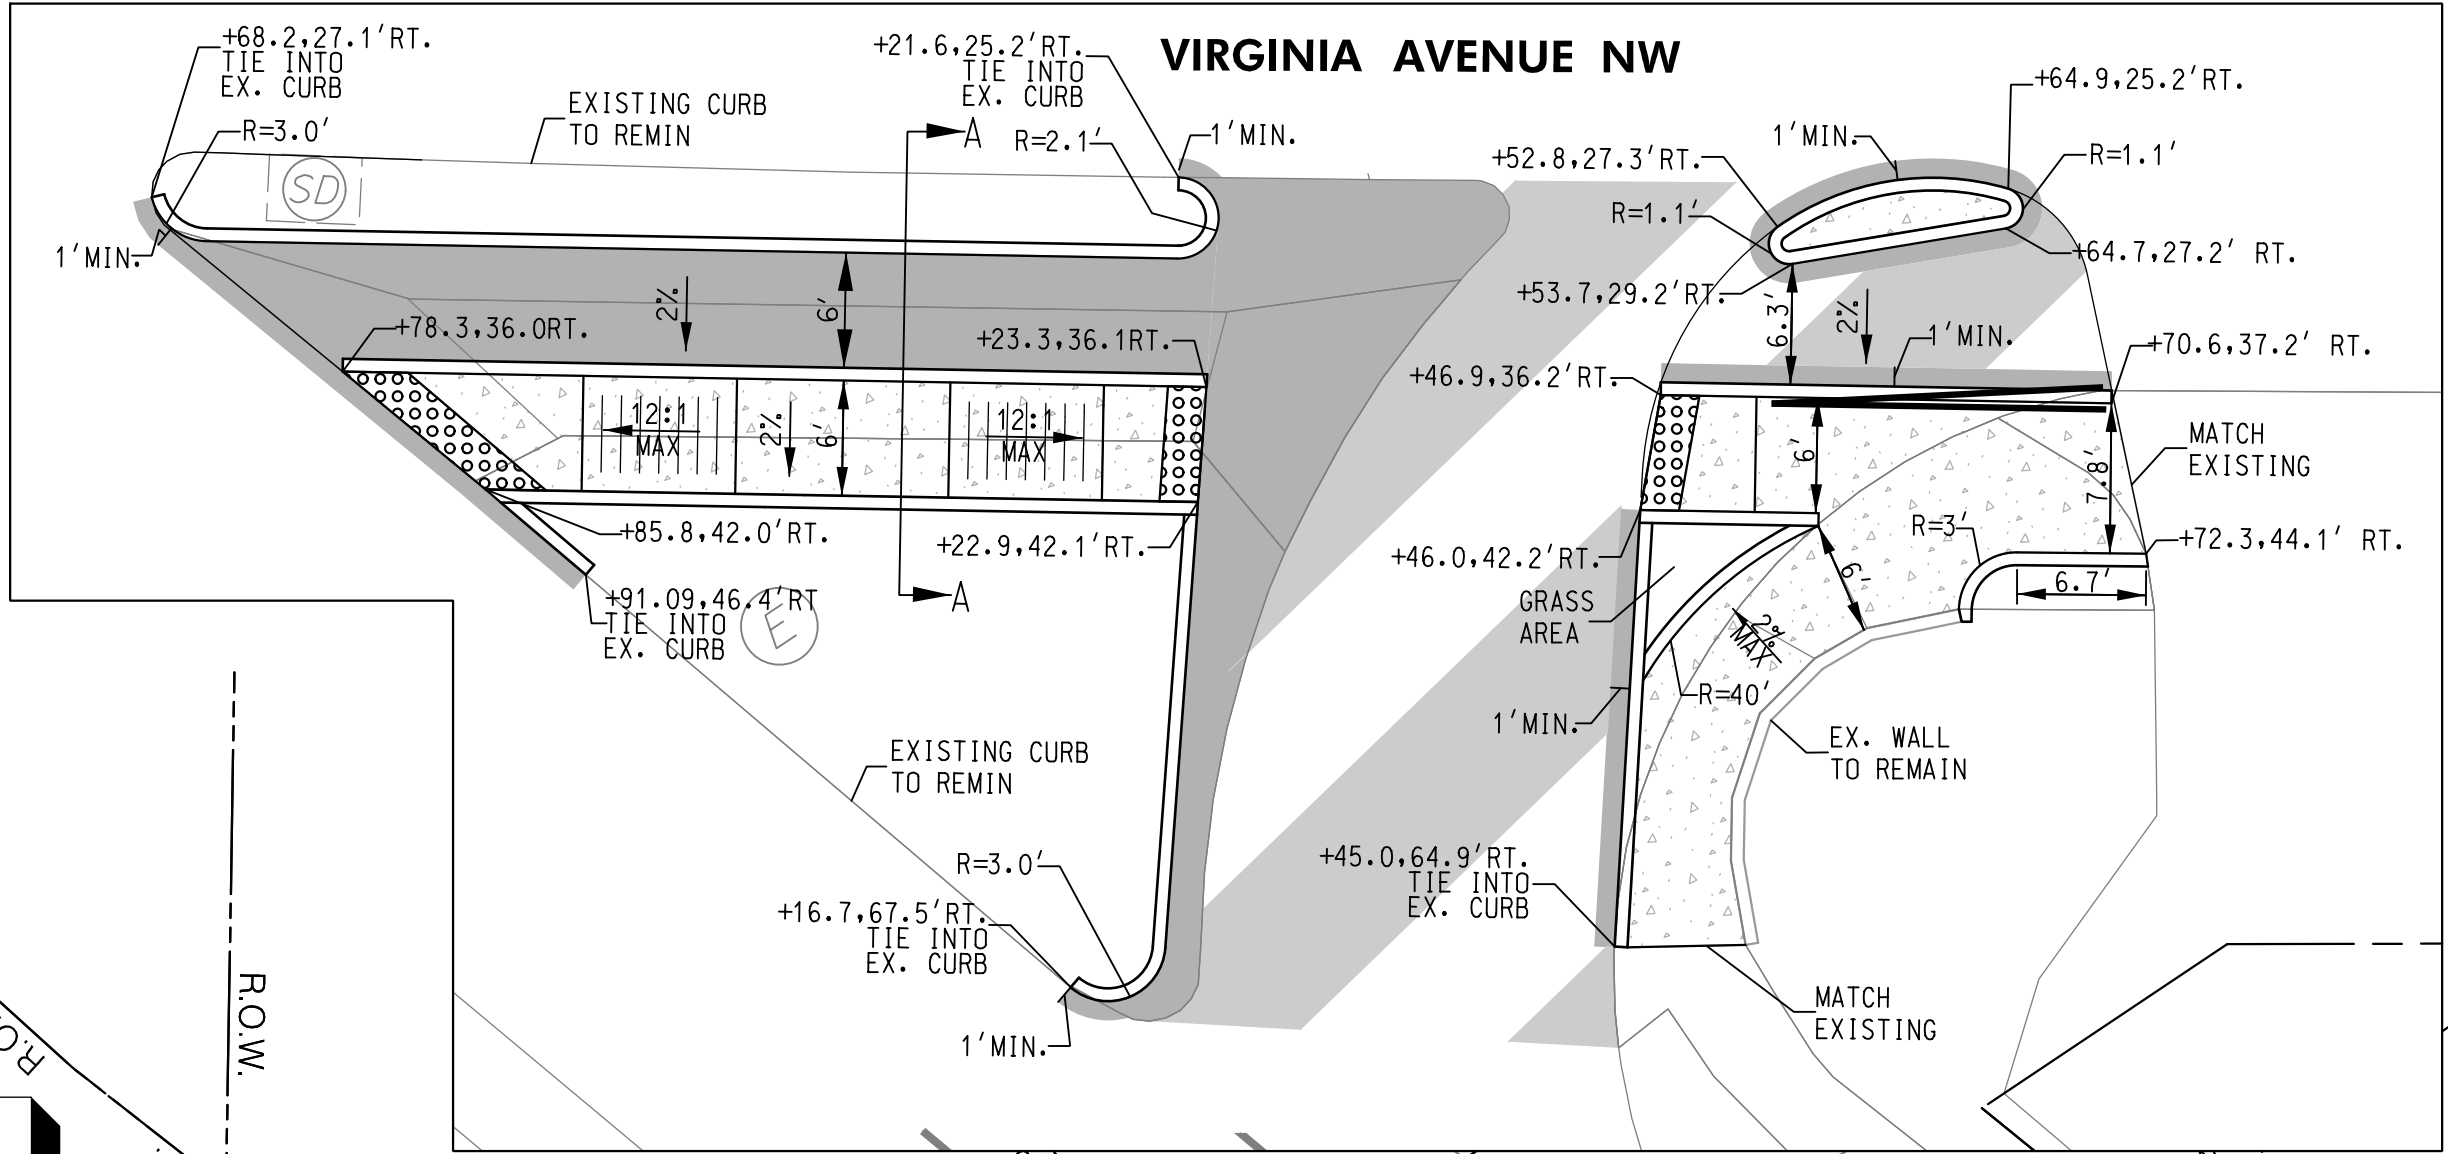 VIRGINIA AVENUE NW
+68.2,27.1'RT.
TIE INTO
EX. CURB
R=3.0'
EXISTING CURB
TO REMIN
SD
1'MIN.
+21.6,25.2'RT.
TIE INTO
EX. CURB
A
R=2.1'
1'MIN.
2%
6'
+78.3,36.0RT.
+23.3,36.1RT.
12:1
MAX
2%
6'
12:1
MAX
+85.8,42.0'RT.
+22.9,42.1'RT.
A
+91.09,46.4'RT
TIE INTO
EX. CURB
E
EXISTING CURB
TO REMIN
R=3.0'
+16.7,67.5'RT.
TIE INTO
EX. CURB
1'MIN.
+64.9,25.2'RT.
1'MIN.
R=1.1'
+52.8,27.3'RT.
R=1.1'
+64.7,27.2' RT.
+53.7,29.2'RT.
6.3'
2%
1'MIN.
+70.6,37.2' RT.
+46.9,36.2'RT.
MATCH
EXISTING
6'
7.8'
R=3'
+72.3,44.1' RT.
+46.0,42.2'RT.
6'
6.7'
GRASS
AREA
2%
MAX
R=40'
1'MIN.
EX. WALL
TO REMAIN
+45.0,64.9'RT.
TIE INTO
EX. CURB
MATCH
EXISTING
R.O.W.